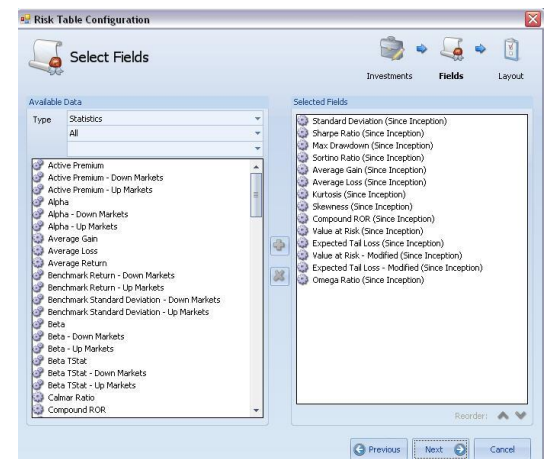 Risk Table Configuration
Select Fields
Investments
Fields
Layout
Available Data
Type
Statistics
All
Active Premium
Active Premium - Down Markets
Active Premium - Up Markets
Alpha
Alpha - Down Markets
Alpha - Up Markets
Average Gain
Average Loss
Average Return
Benchmark Return - Down Markets
Benchmark Return - Up Markets
Benchmark Standard Deviation - Down Markets
Benchmark Standard Deviation - Up Markets
Beta
Beta - Down Markets
Beta - Up Markets
Beta TStat
Beta TStat - Down Markets
Beta TStat - Up Markets
Calmar Ratio
Compound ROR
Selected Fields
Standard Deviation (Since Inception)
Sharpe Ratio (Since Inception)
Max Drawdown (Since Inception)
Sortino Ratio (Since Inception)
Average Gain (Since Inception)
Average Loss (Since Inception)
Kurtosis (Since Inception)
Skewness (Since Inception)
Compound ROR (Since Inception)
Value at Risk (Since Inception)
Expected Tail Loss (Since Inception)
Value at Risk - Modified (Since Inception)
Expected Tail Loss - Modified (Since Inception)
Omega Ratio (Since Inception)
Reorder:
Previous
Next
Cancel